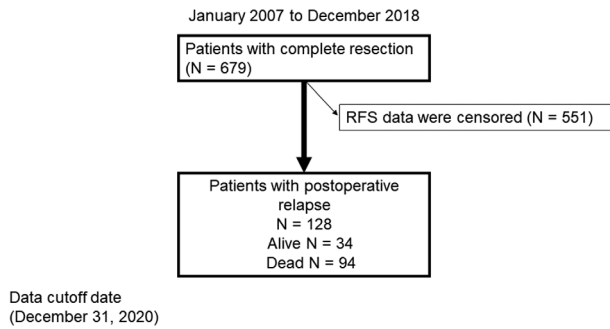 January 2007 to December 2018
Patients with complete resection
(N = 679)
RFS data were censored (N = 551)
Patients with postoperative
relapse
N = 128
Alive N = 34
Dead N = 94
Data cutoff date
(December 31, 2020)